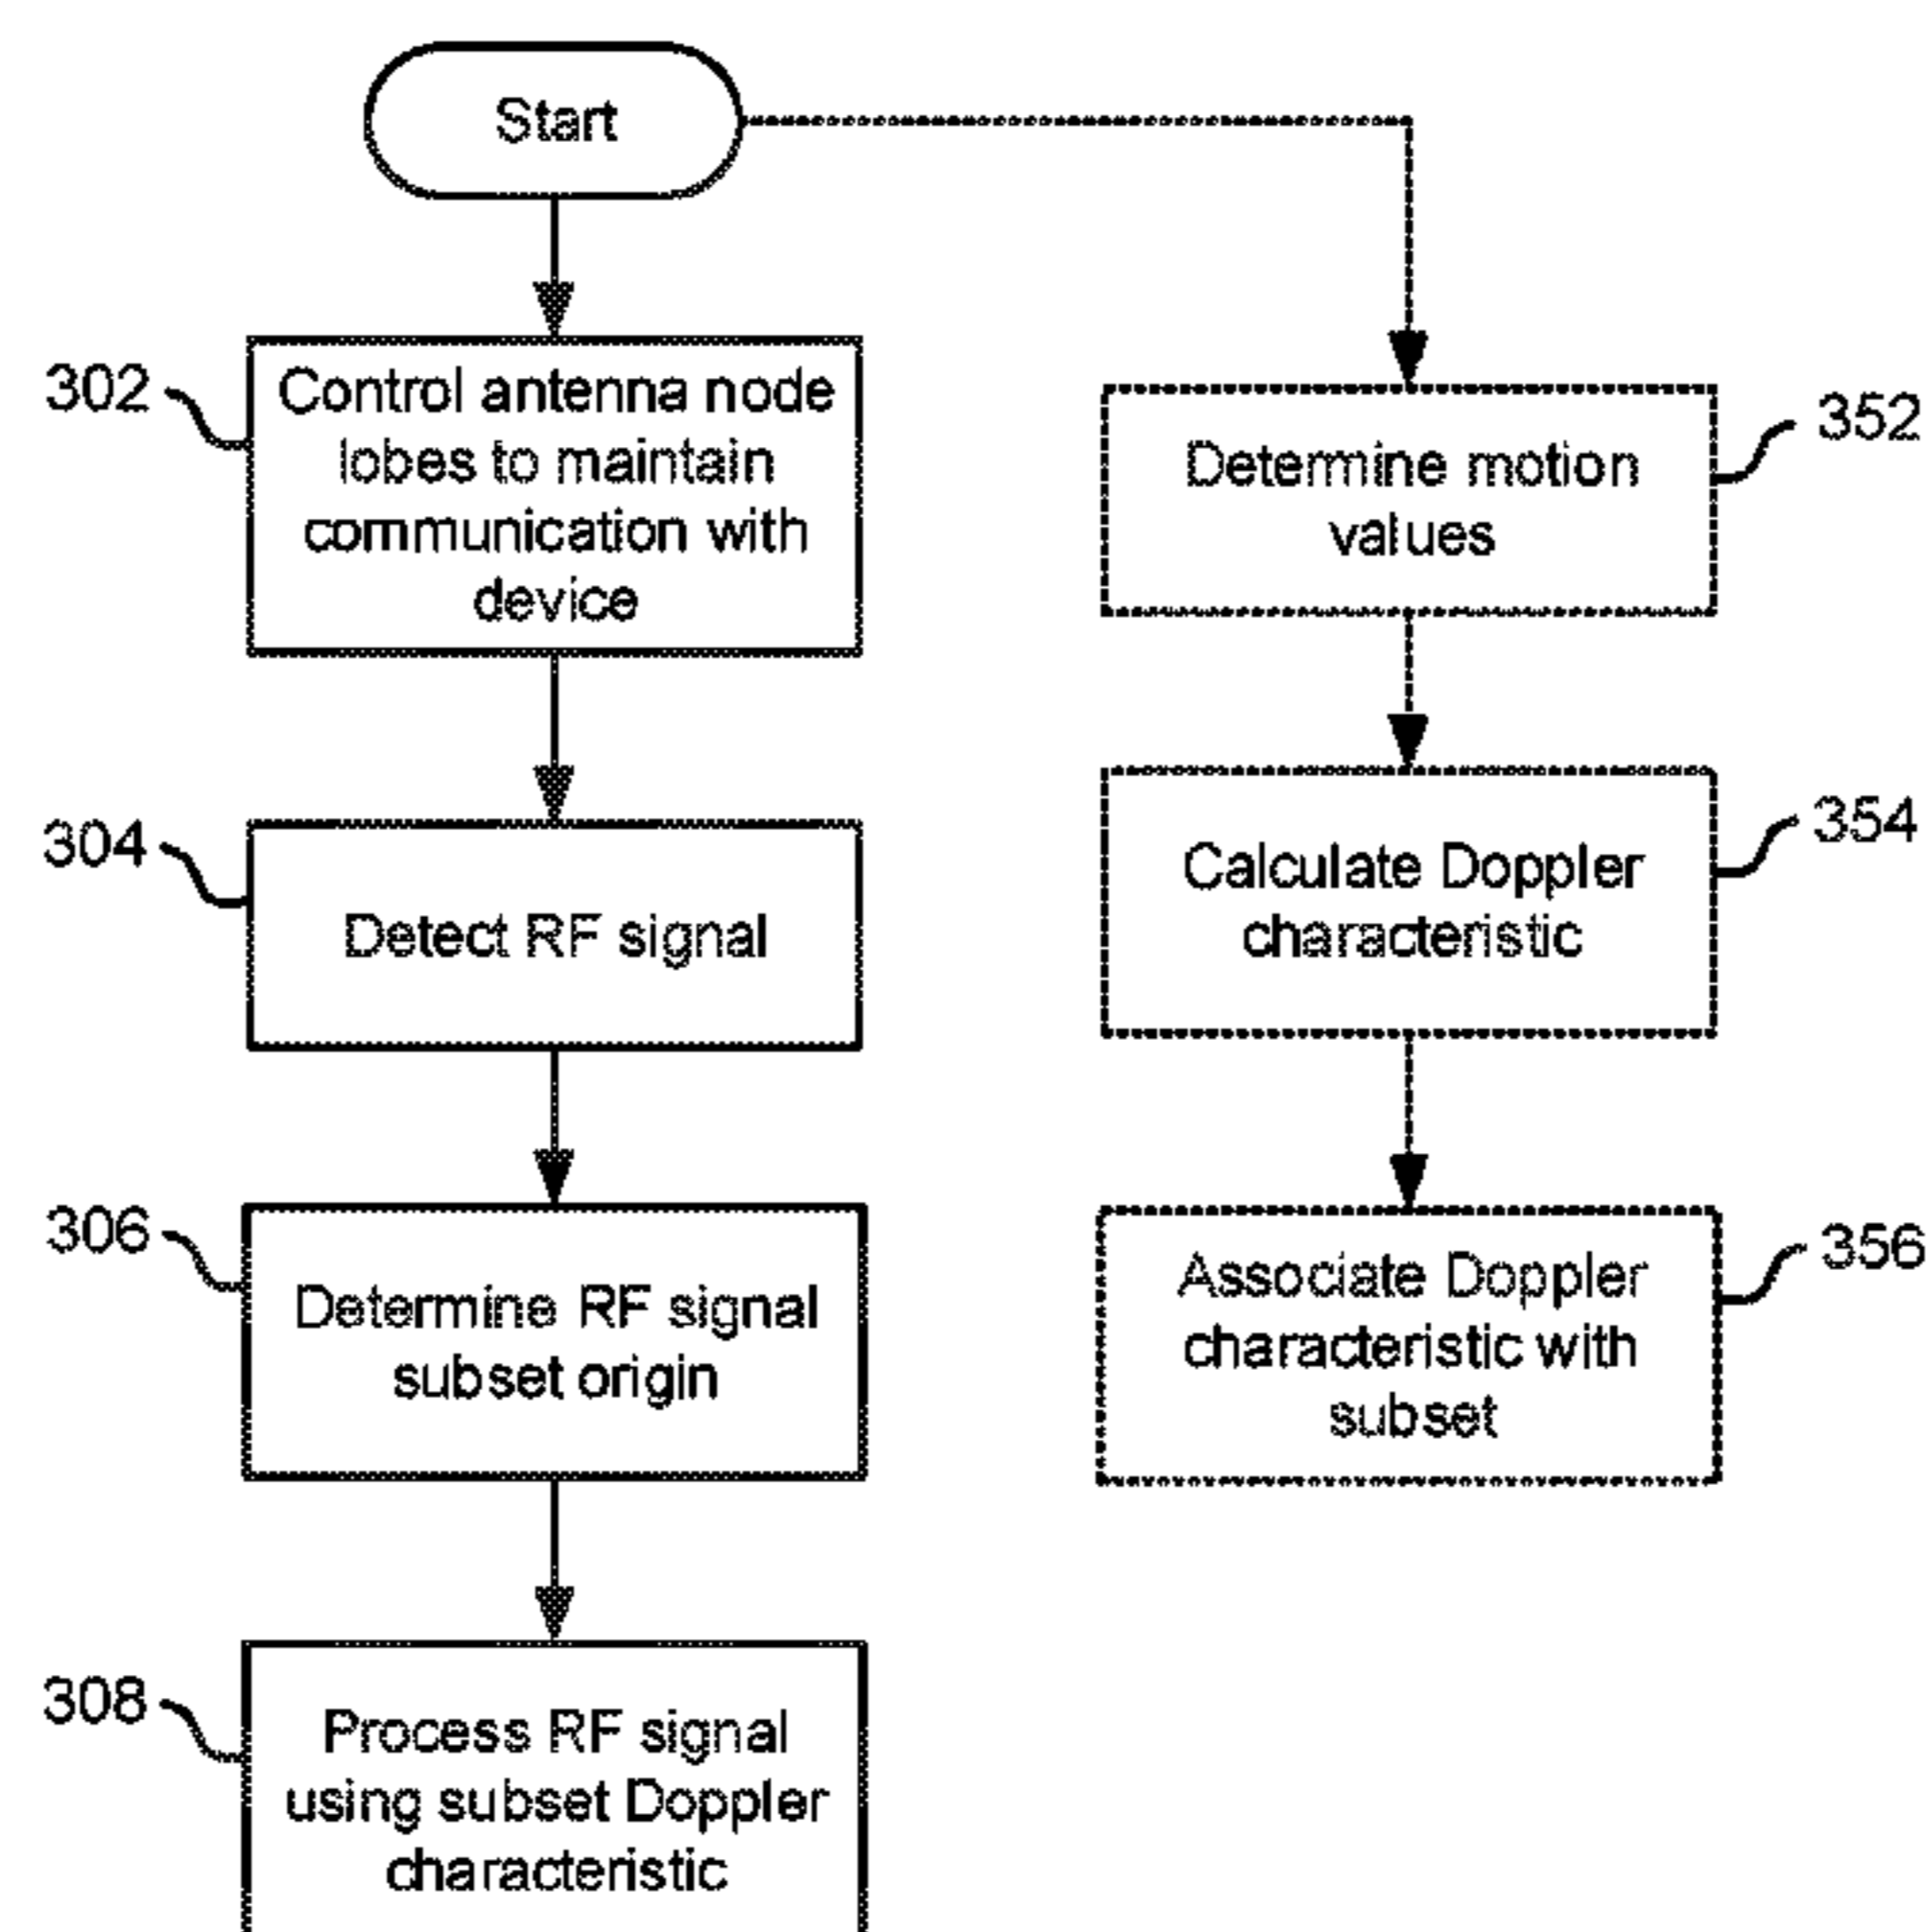 Start
302
Control antenna node
lobes to maintain
communication with
device
304
Detect RF signal
306
Determine RF signal
subset origin
308
Process RF signal
using subset Doppler
characteristic
352
Determine motion
values
354
Calculate Doppler
characteristic
356
Associate Doppler
characteristic with
subset